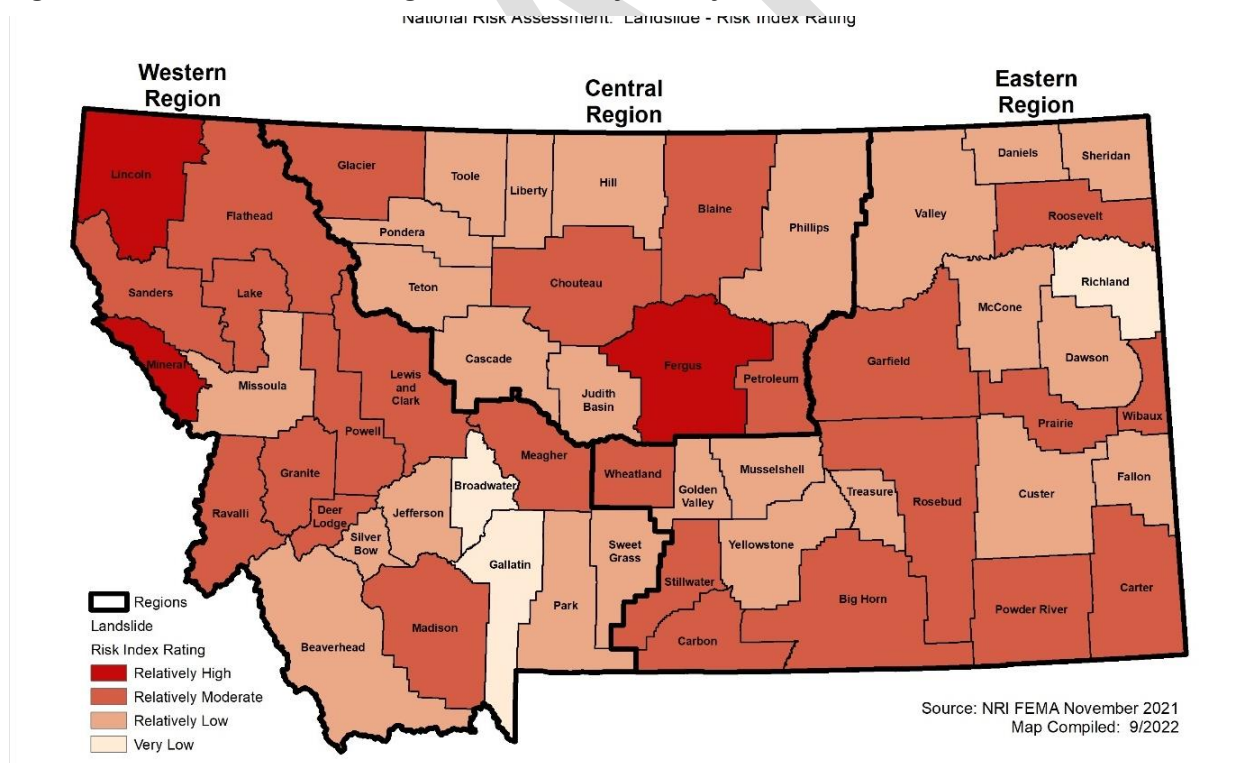 National Risk Assessment: Landslide - Risk Index Rating
Western
Region
Central
Region
Eastern
Region
Lincoln
Flathead
Glacier
Toole
Liberty
Hill
Blaine
Phillips
Valley
Daniels
Sheridan
Roosevelt
Pondera
Teton
Chouteau
Sanders
Lake
Richland
McCone
Mineral
Missoula
Cascade
Judith
Basin
Fergus
Petroleum
Garfield
Dawson
Lewis
and
Clark
Powell
Prairie
Wibaux
Granite
Meagher
Wheatland
Golden
Valley
Musselshell
Treasure
Rosebud
Custer
Fallon
Ravalli
Deer
Lodge
Jefferson
Broadwater
Silver
Bow
Gallatin
Sweet
Grass
Yellowstone
Stillwater
Park
Big Horn
Powder River
Carter
Madison
Carbon
Beaverhead
Regions
Landslide
Risk Index Rating
Relatively High
Relatively Moderate
Relatively Low
Very Low
Source: NRI FEMA November 2021
Map Compiled: 9/2022